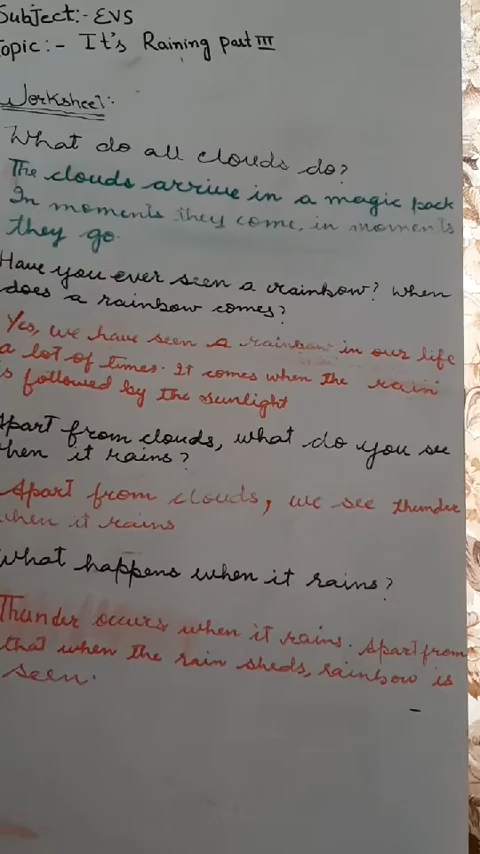 Subject:- EVS
Topic:- It's Raining part III
Worksheet:-
What do all clouds do?
The clouds arrive in a magic pack
In moments they come, in moments
they go.
Have you ever seen a rainbow? When
does a rainbow comes?
Yes, we have seen a rainbow in our life
a lot of times. It comes when the rain
is followed by the sunlight
Apart from clouds, what do you see
when it rains?
Apart from clouds, we see thunder
when it rains
What happens when it rains?
Thunder occurs when it rains. Apart from
that when the rain sheds, rainbow is
seen.